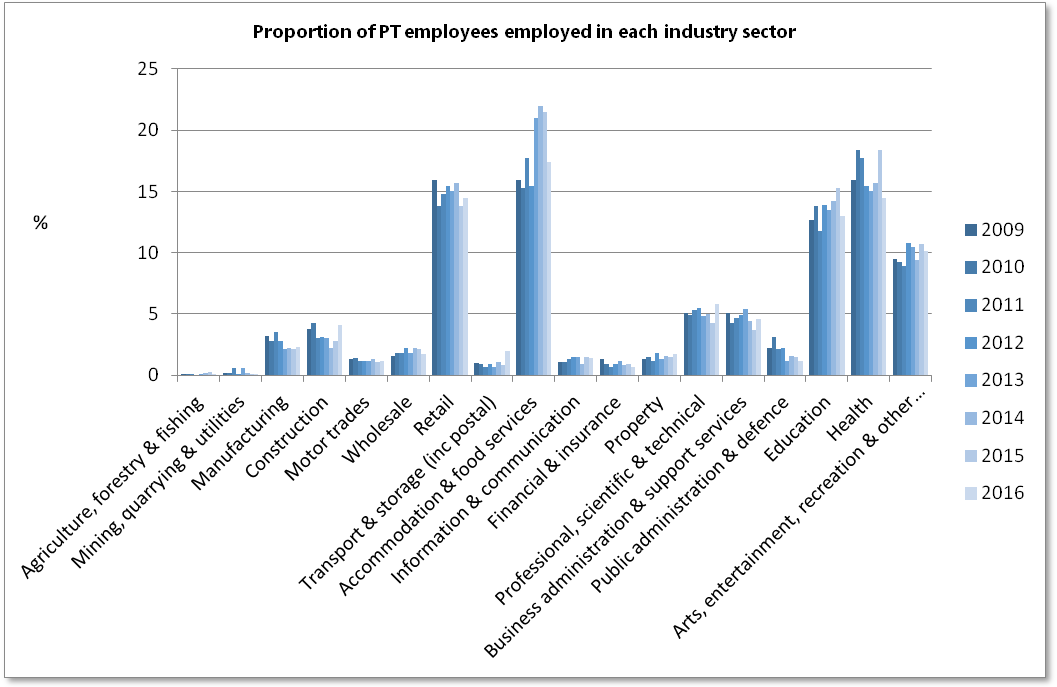 Proportion of PT employees employed in each industry sector
25
20
15
10
5
0
%
Agriculture, forestry & fishing
Mining, quarrying & utilities
Manufacturing
Construction
Motor trades
Wholesale
Retail
Transport & storage (inc postal)
Accommodation & food services
Information & communication
Financial & insurance
Property
Professional, scientific & technical
Business administration & support services
Public administration & defence
Education
Health
Arts, entertainment, recreation & other...
2009
2010
2011
2012
2013
2014
2015
2016